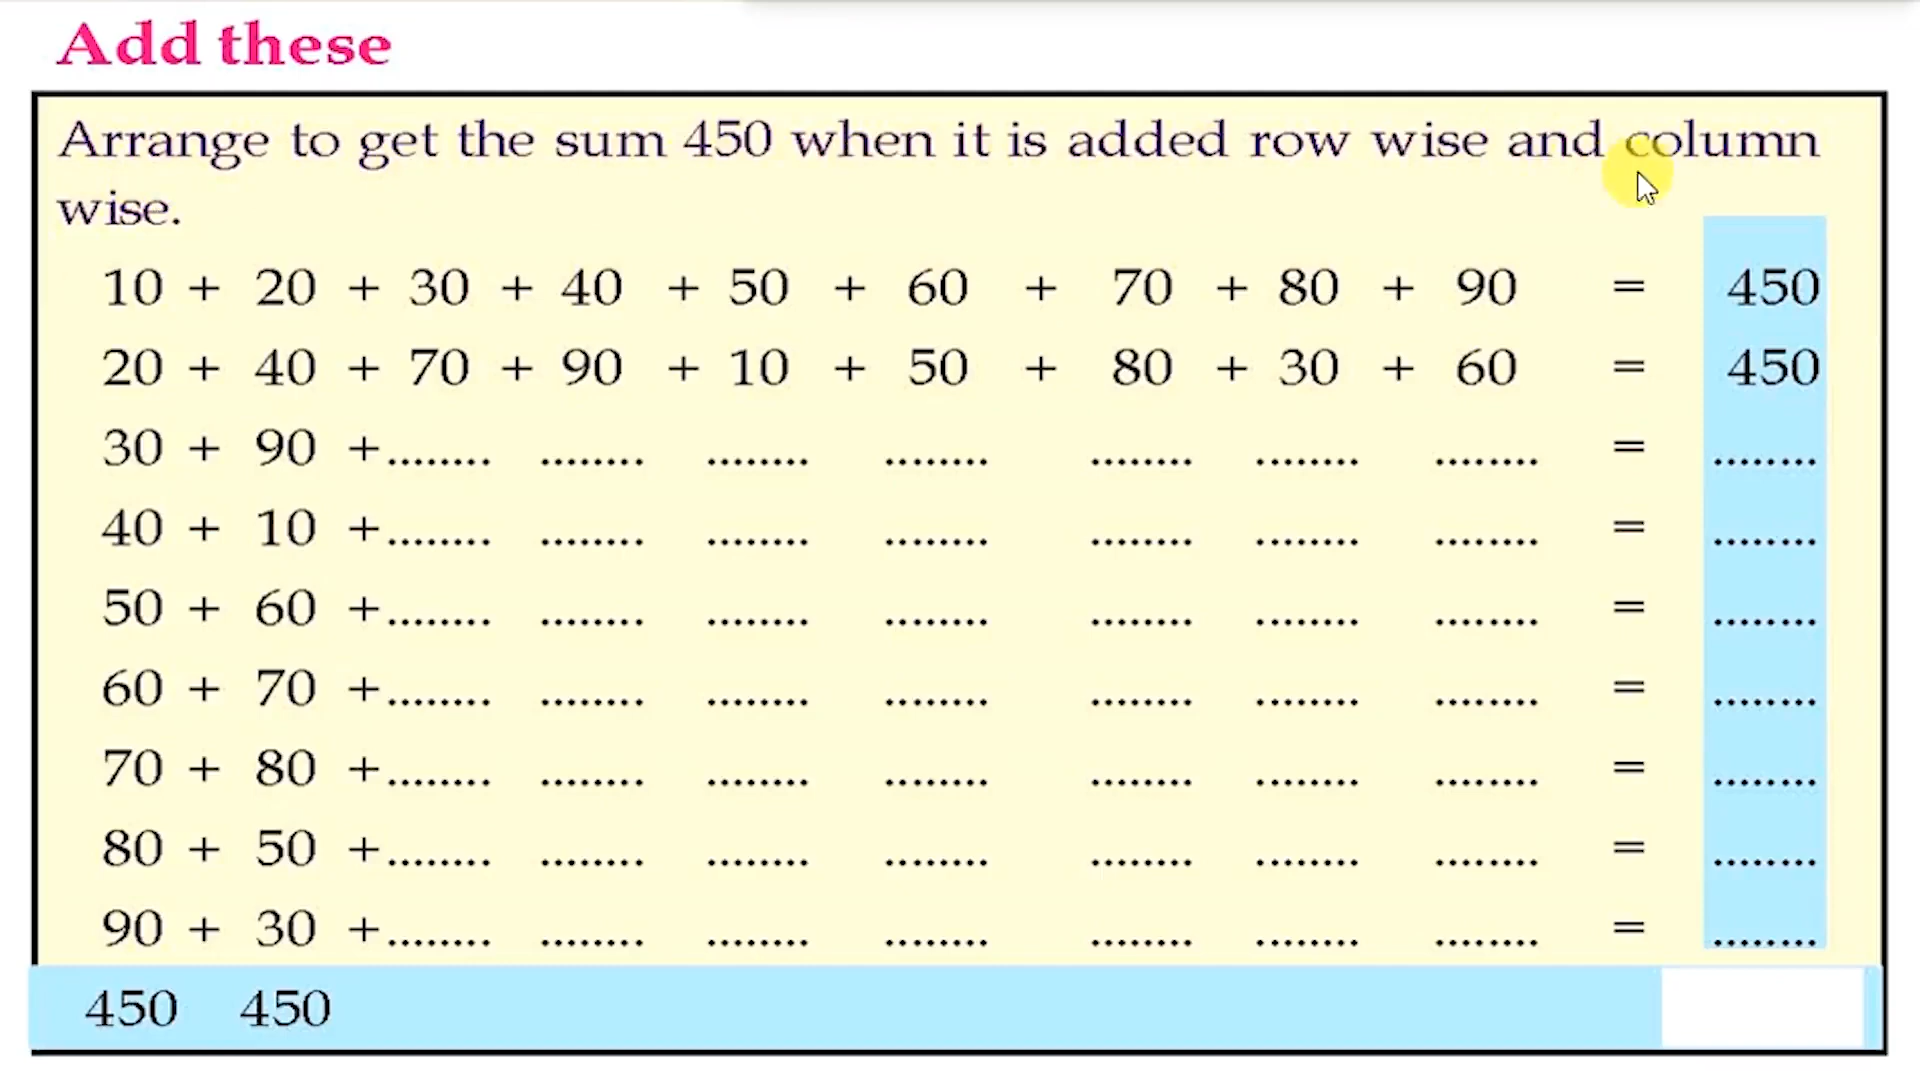 Add these
Arrange to get the sum 450 when it is added row wise and column
wise.
10 + 20 + 30 + 40 + 50 + 60 + 70 + 80 + 90 = 450
20 + 40 + 70 + 90 + 10 + 50 + 80 + 30 + 60 = 450
30 + 90 +........ ........ ........ ........ ........ ........ ........ = ........
40 + 10 +........ ........ ........ ........ ........ ........ ........ = ........
50 + 60 +........ ........ ........ ........ ........ ........ ........ = ........
60 + 70 +........ ........ ........ ........ ........ ........ ........ = ........
70 + 80 +........ ........ ........ ........ ........ ........ ........ = ........
80 + 50 +........ ........ ........ ........ ........ ........ ........ = ........
90 + 30 +........ ........ ........ ........ ........ ........ ........ = ........
450 450